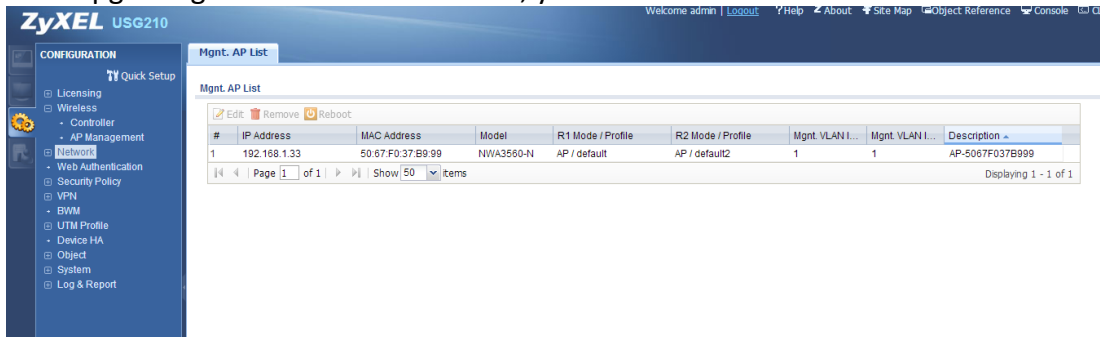 ZyXEL USG210
Welcome admin | Logout ?Help Z About Site Map Object Reference Console
CONFIGURATION
Quick Setup
Licensing
Wireless
Controller
AP Management
Network
Web Authentication
Security Policy
VPN
BWM
UTM Profile
Device HA
Object
System
Log & Report
Mgnt. AP List
Mgnt. AP List
Edit Remove Reboot
# IP Address MAC Address Model R1 Mode / Profile R2 Mode / Profile Mgnt. VLAN I... Mgnt. VLAN I... Description
1 192.168.1.33 50:67:F0:37:B9:99 NWA3560-N AP / default AP / default2 1 1 AP-5067F037B999
Page 1 of 1 Show 50 items Displaying 1 - 1 of 1